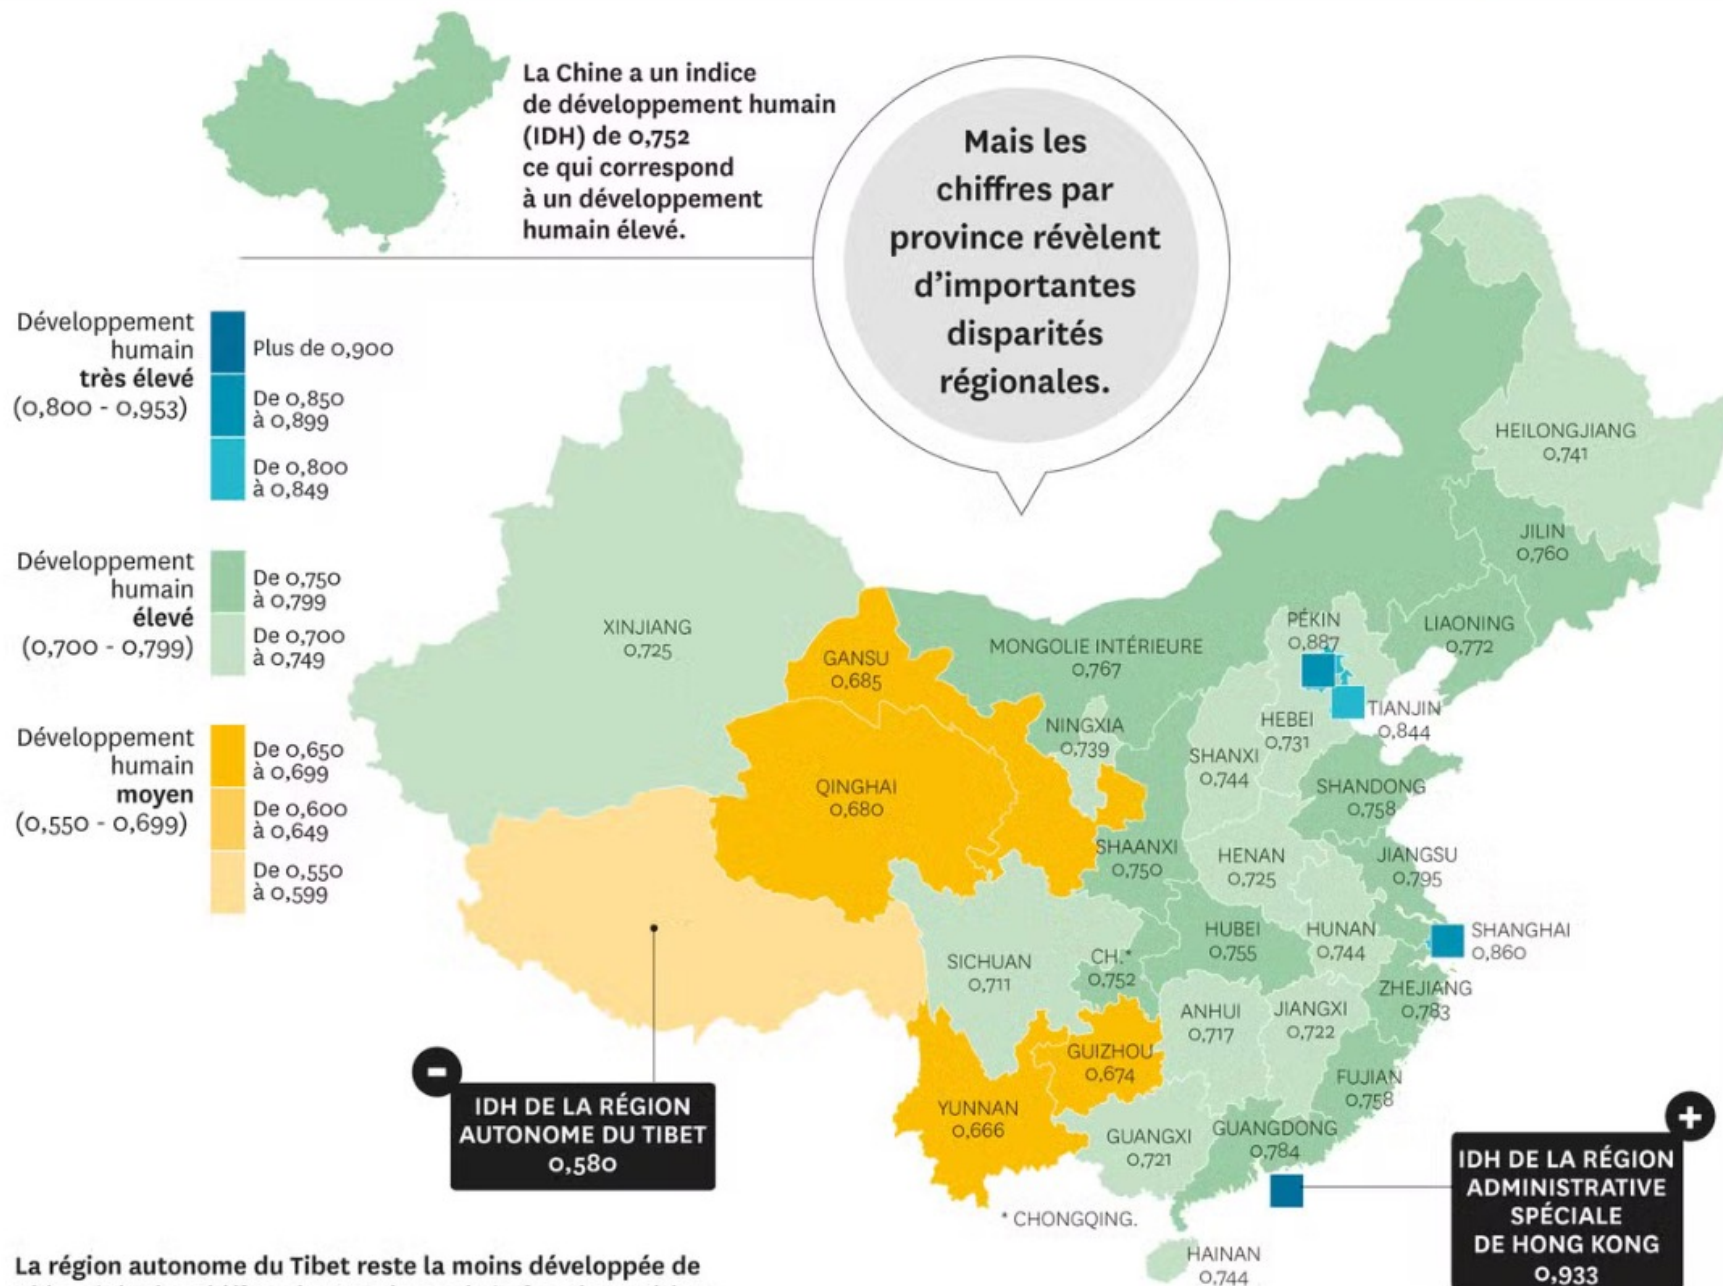 La Chine a un indice
de développement humain
(IDH) de 0,752
ce qui correspond
à un développement
humain élevé.
Mais les
chiffres par
province révèlent
d'importantes
disparités
régionales.
Développement
humain
très élevé
(0,800 - 0,953)
Plus de 0,900
De 0,850
à 0,899
De 0,800
à 0,849
Développement
humain
élevé
(0,700 - 0,799)
De 0,750
à 0,799
De 0,700
à 0,749
Développement
humain
moyen
(0,550 - 0,699)
De 0,650
à 0,699
De 0,600
à 0,649
De 0,550
à 0,599
HEILONGJIANG
0,741
JILIN
0,760
LIAONING
0,772
PÉKIN
0,887
TIANJIN
0,844
XINJIANG
0,725
GANSU
0,685
MONGOLIE INTÉRIEURE
0,767
NINGXIA
0,739
HEBEI
0,731
SHANXI
0,744
SHANDONG
0,758
QINGHAI
0,680
SHAANXI
0,750
HENAN
0,725
JIANGSU
0,795
HUBEI
0,755
HUNAN
0,744
SHANGHAI
0,860
SICHUAN
0,711
CH.*
0,752
ZHEJIANG
0,783
ANHUI
0,717
JIANGXI
0,722
GUIZHOU
0,674
FUJIAN
0,758
YUNNAN
0,666
GUANGXI
0,721
GUANGDONG
0,784
* CHONGQING.
HAINAN
0,744
-
IDH DE LA RÉGION
AUTONOME DU TIBET
0,580
+
IDH DE LA RÉGION
ADMINISTRATIVE
SPÉCIALE
DE HONG KONG
0,933
La région autonome du Tibet reste la moins développée de